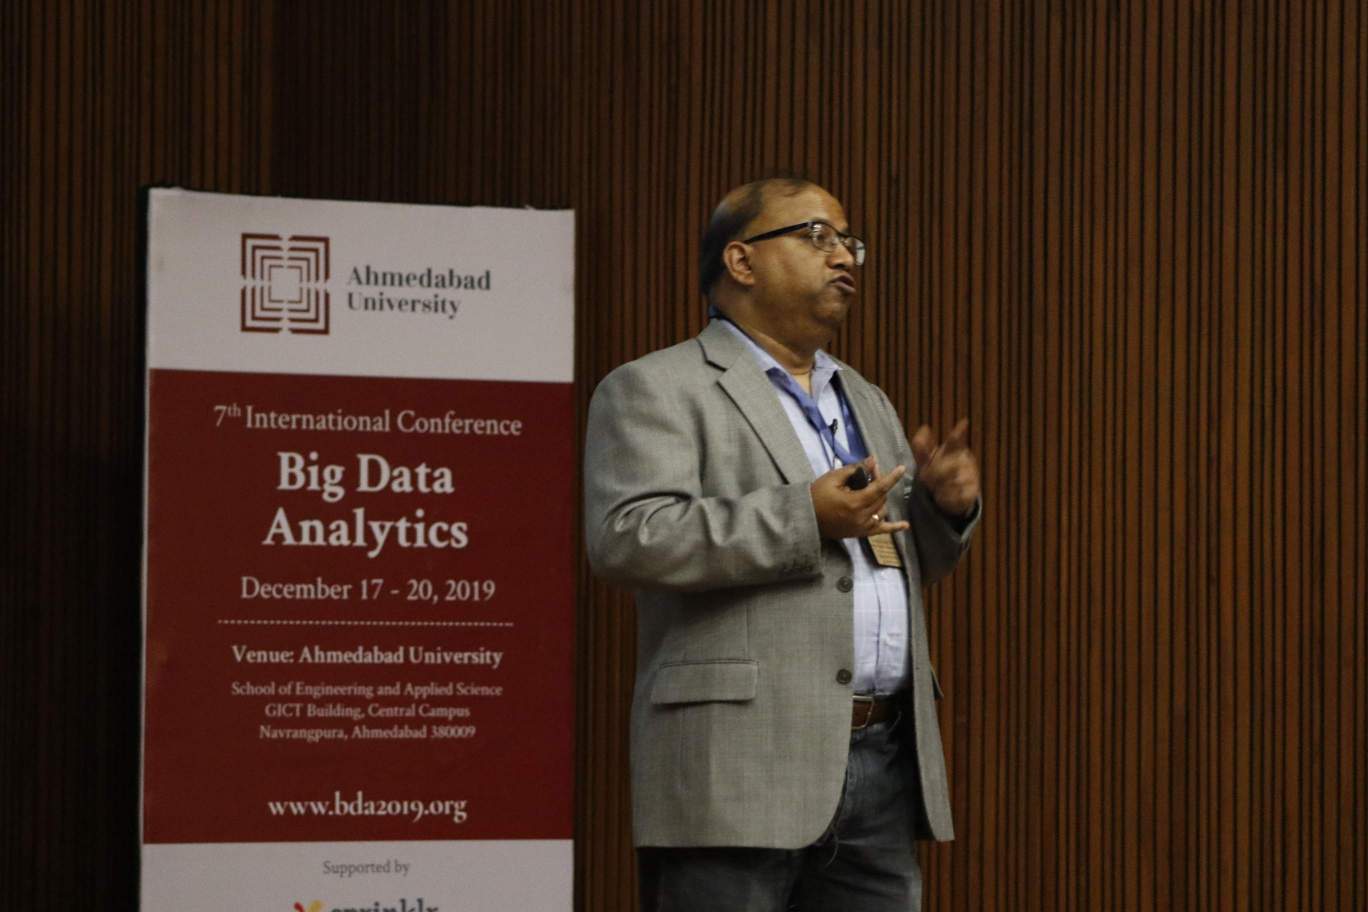 Ahmedabad
University
7th International Conference
Big Data
Analytics
December 17 - 20, 2019
Venue: Ahmedabad University
School of Engineering and Applied Science
GICT Building, Central Campus
Navrangpura, Ahmedabad 380009
www.bda2019.org
Supported by
sprinklr